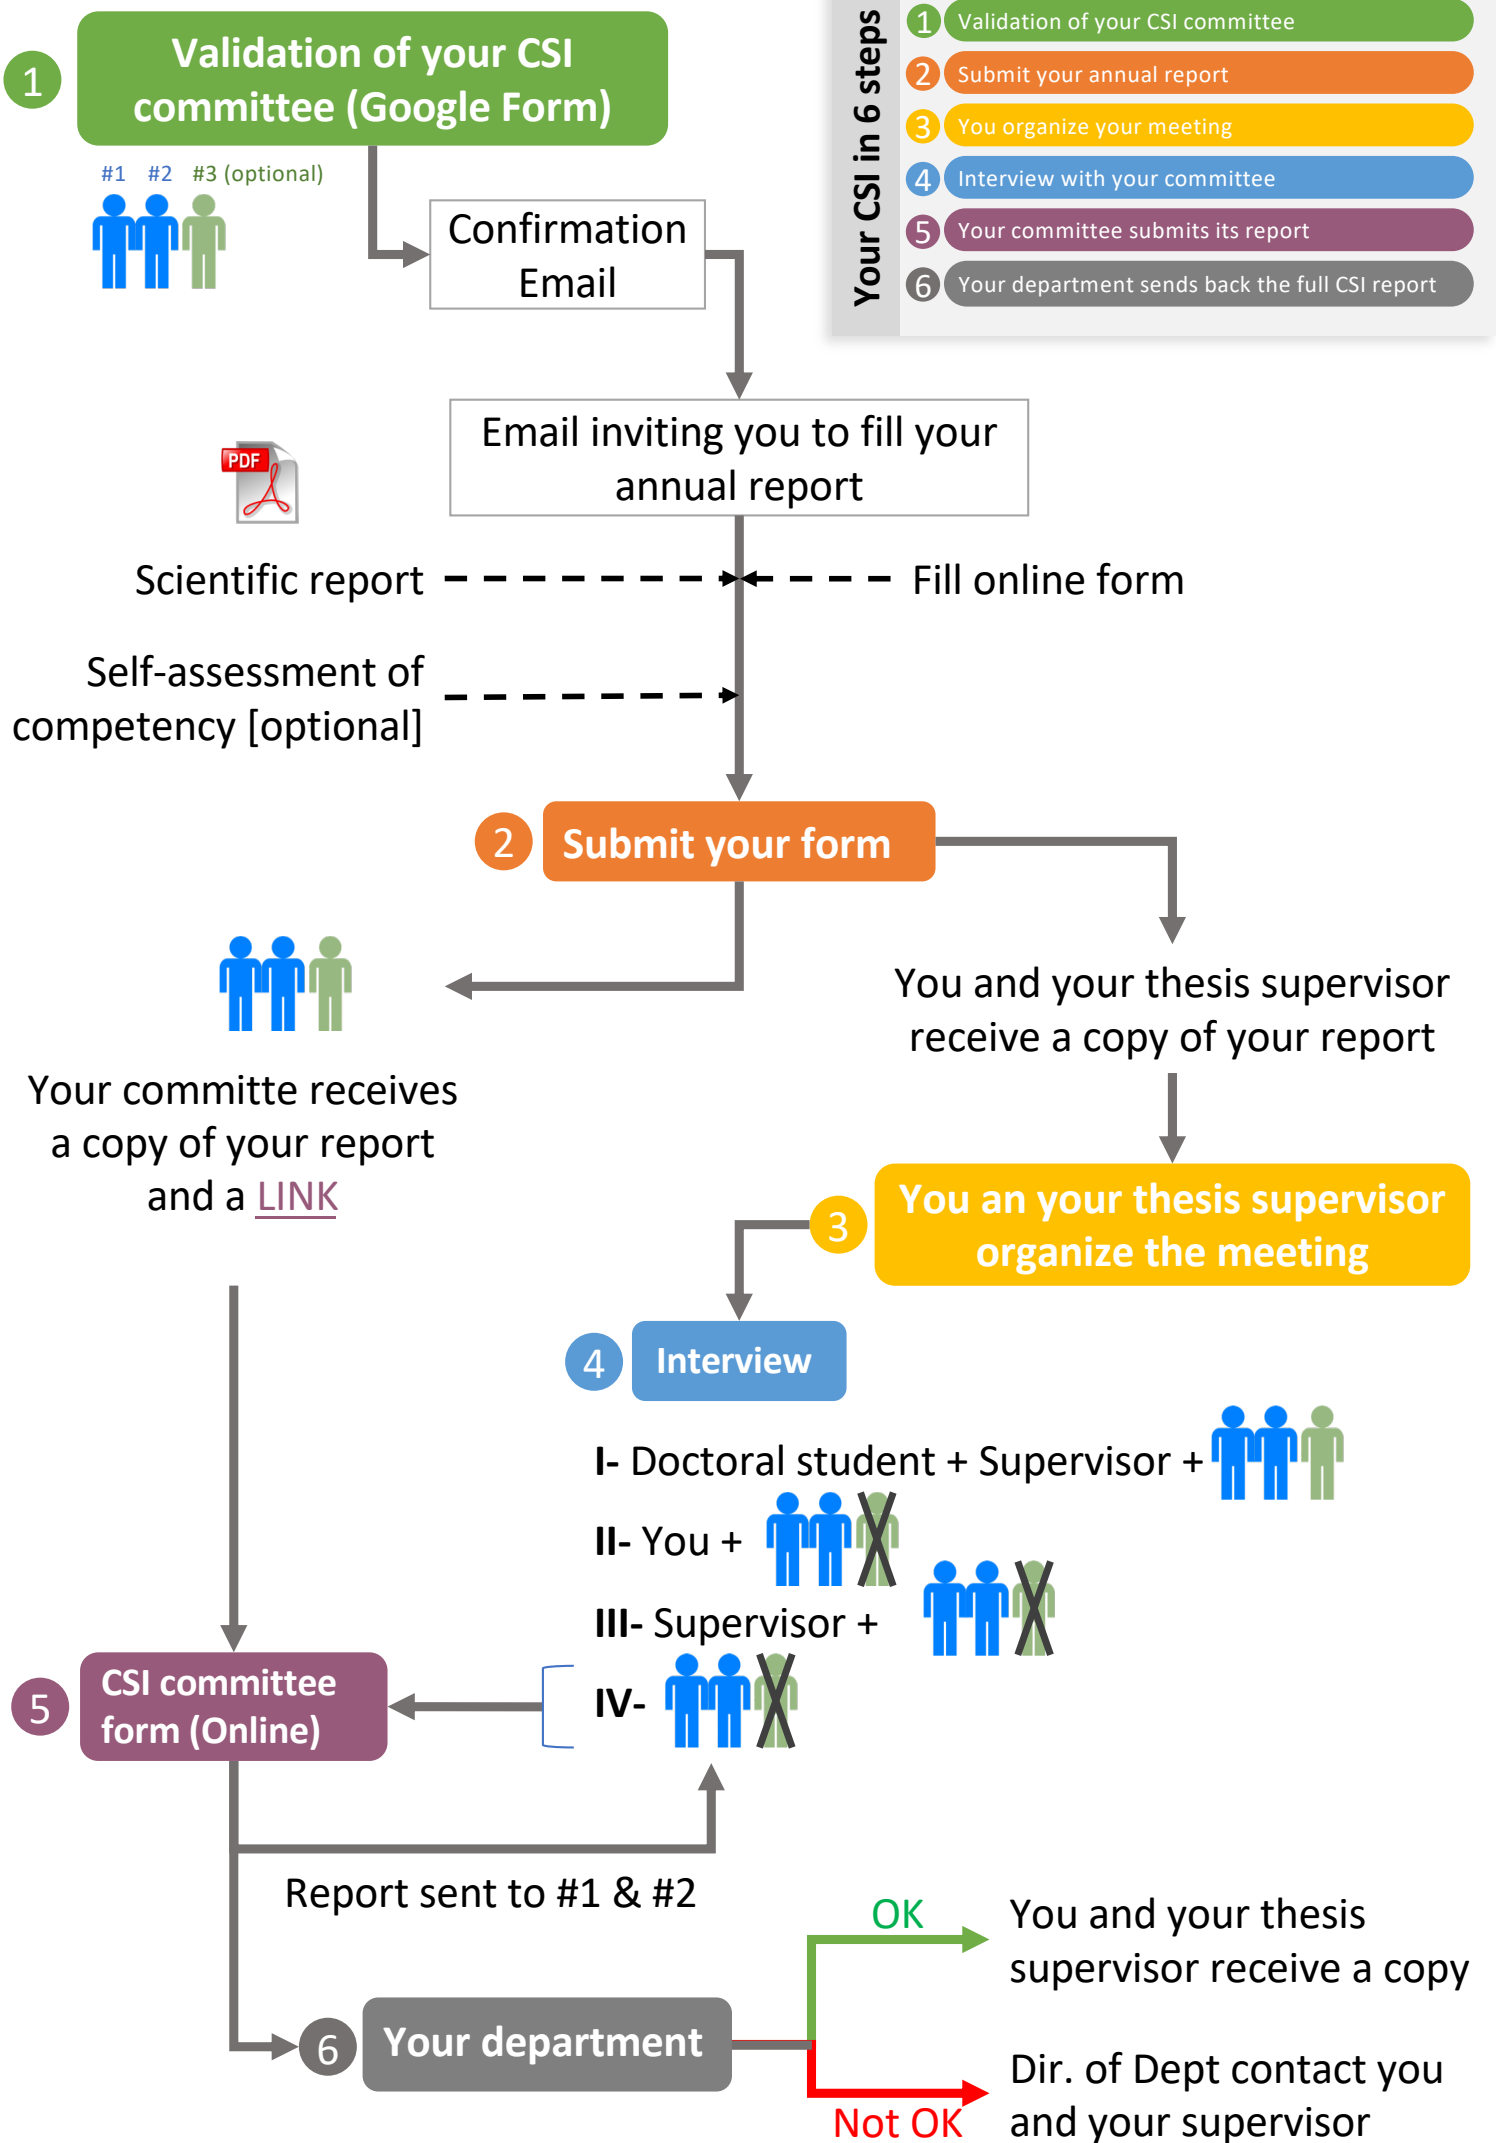 1
Validation of your CSI
committee (Google Form)
#1 #2 #3 (optional)
Confirmation
Email
Your CSI in 6 steps
1 Validation of your CSI committee
2 Submit your annual report
3 You organize your meeting
4 Interview with your committee
5 Your committee submits its report
6 Your department sends back the full CSI report
Email inviting you to fill your
annual report
PDF
Scientific report
Fill online form
Self-assessment of
competency [optional]
2 Submit your form
You and your thesis supervisor
receive a copy of your report
Your committe receives
a copy of your report
and a LINK
3
You an your thesis supervisor
organize the meeting
4 Interview
I- Doctoral student + Supervisor +
II- You +
III- Supervisor +
IV-
5
CSI committee
form (Online)
Report sent to #1 & #2
6 Your department
OK
You and your thesis
supervisor receive a copy
Not OK
Dir. of Dept contact you
and your supervisor